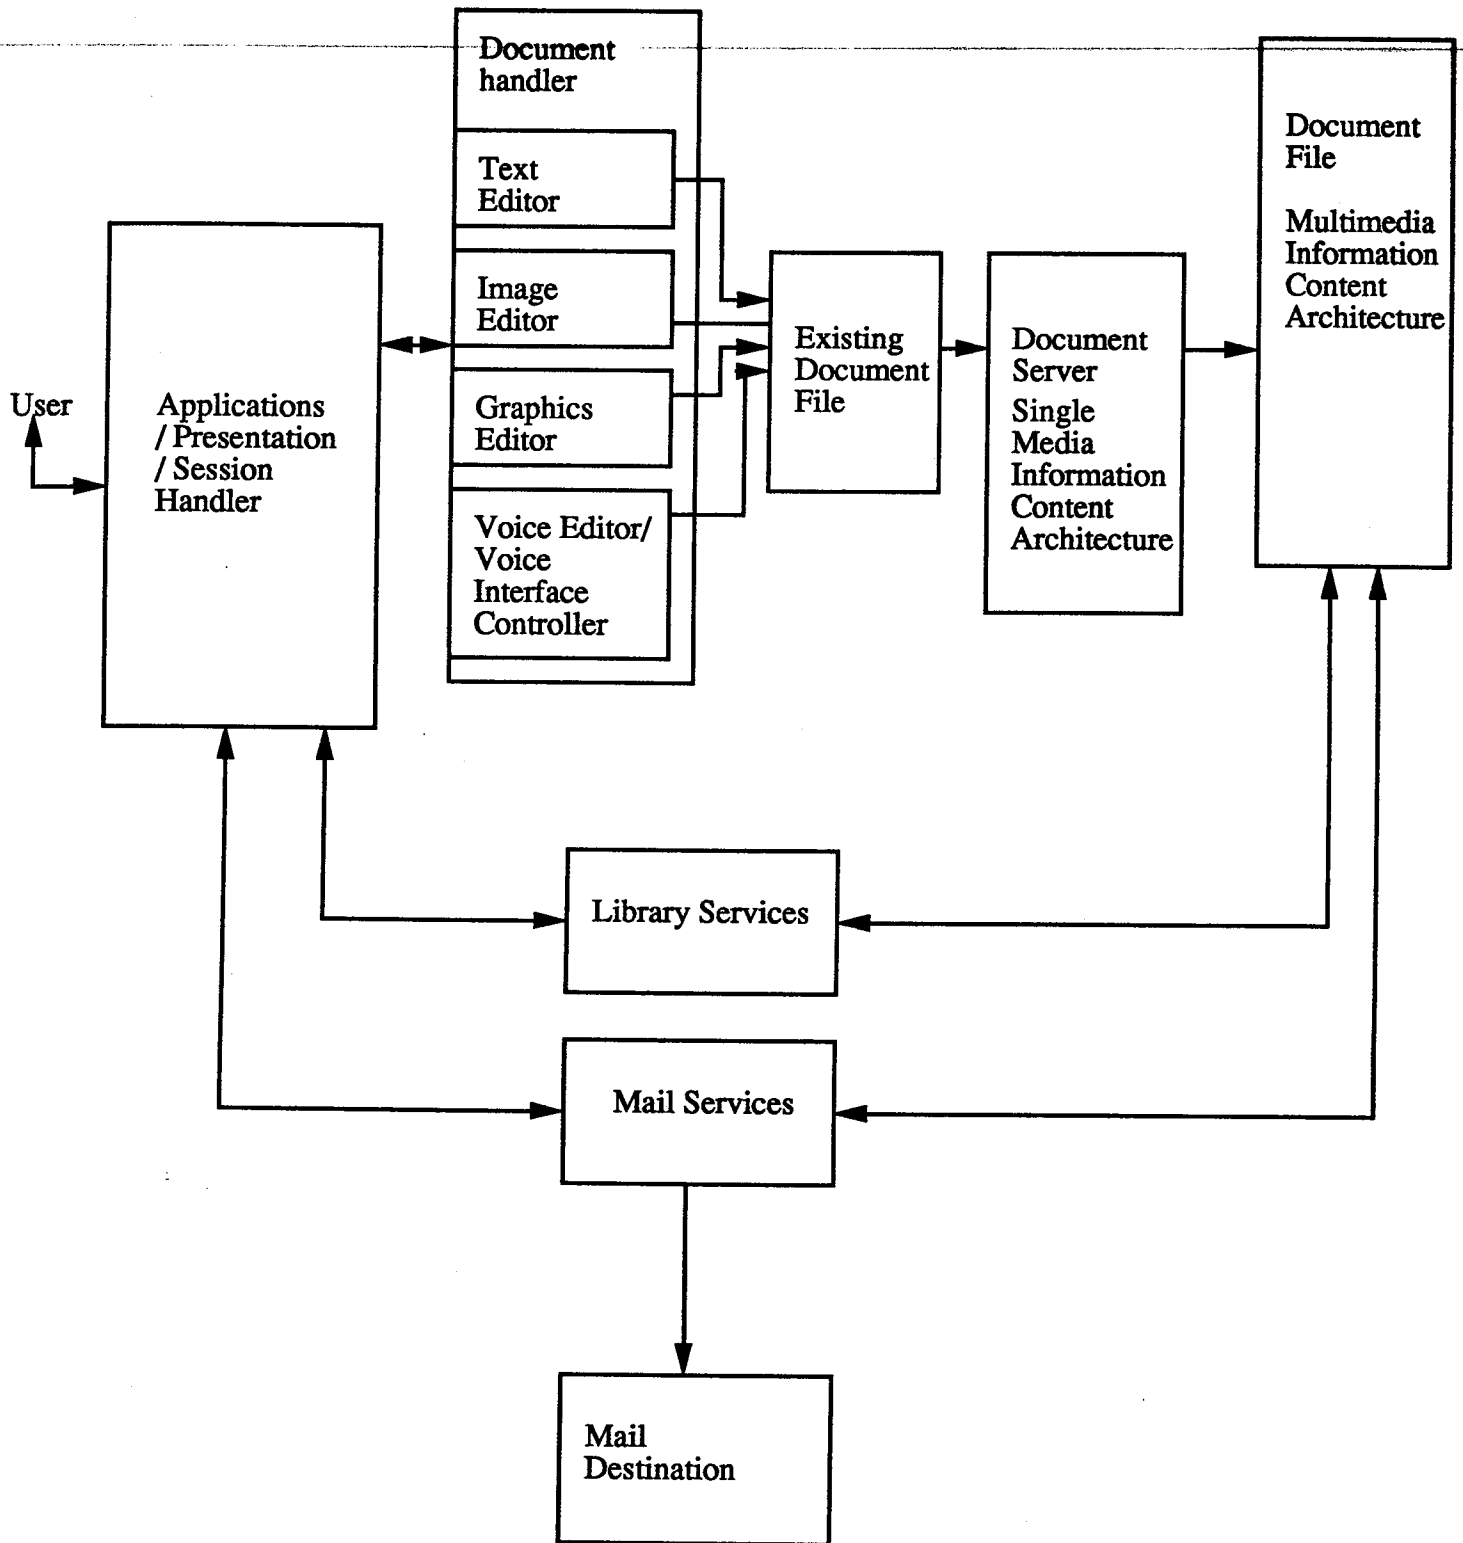 Document
handler
Text
Editor
Image
Editor
Graphics
Editor
Voice Editor/
Voice
Interface
Controller
User
Applications
/ Presentation
/ Session
Handler
Existing
Document
File
Document
Server
Single
Media
Information
Content
Architecture
Document
File
Multimedia
Information
Content
Architecture
Library Services
Mail Services
Mail
Destination